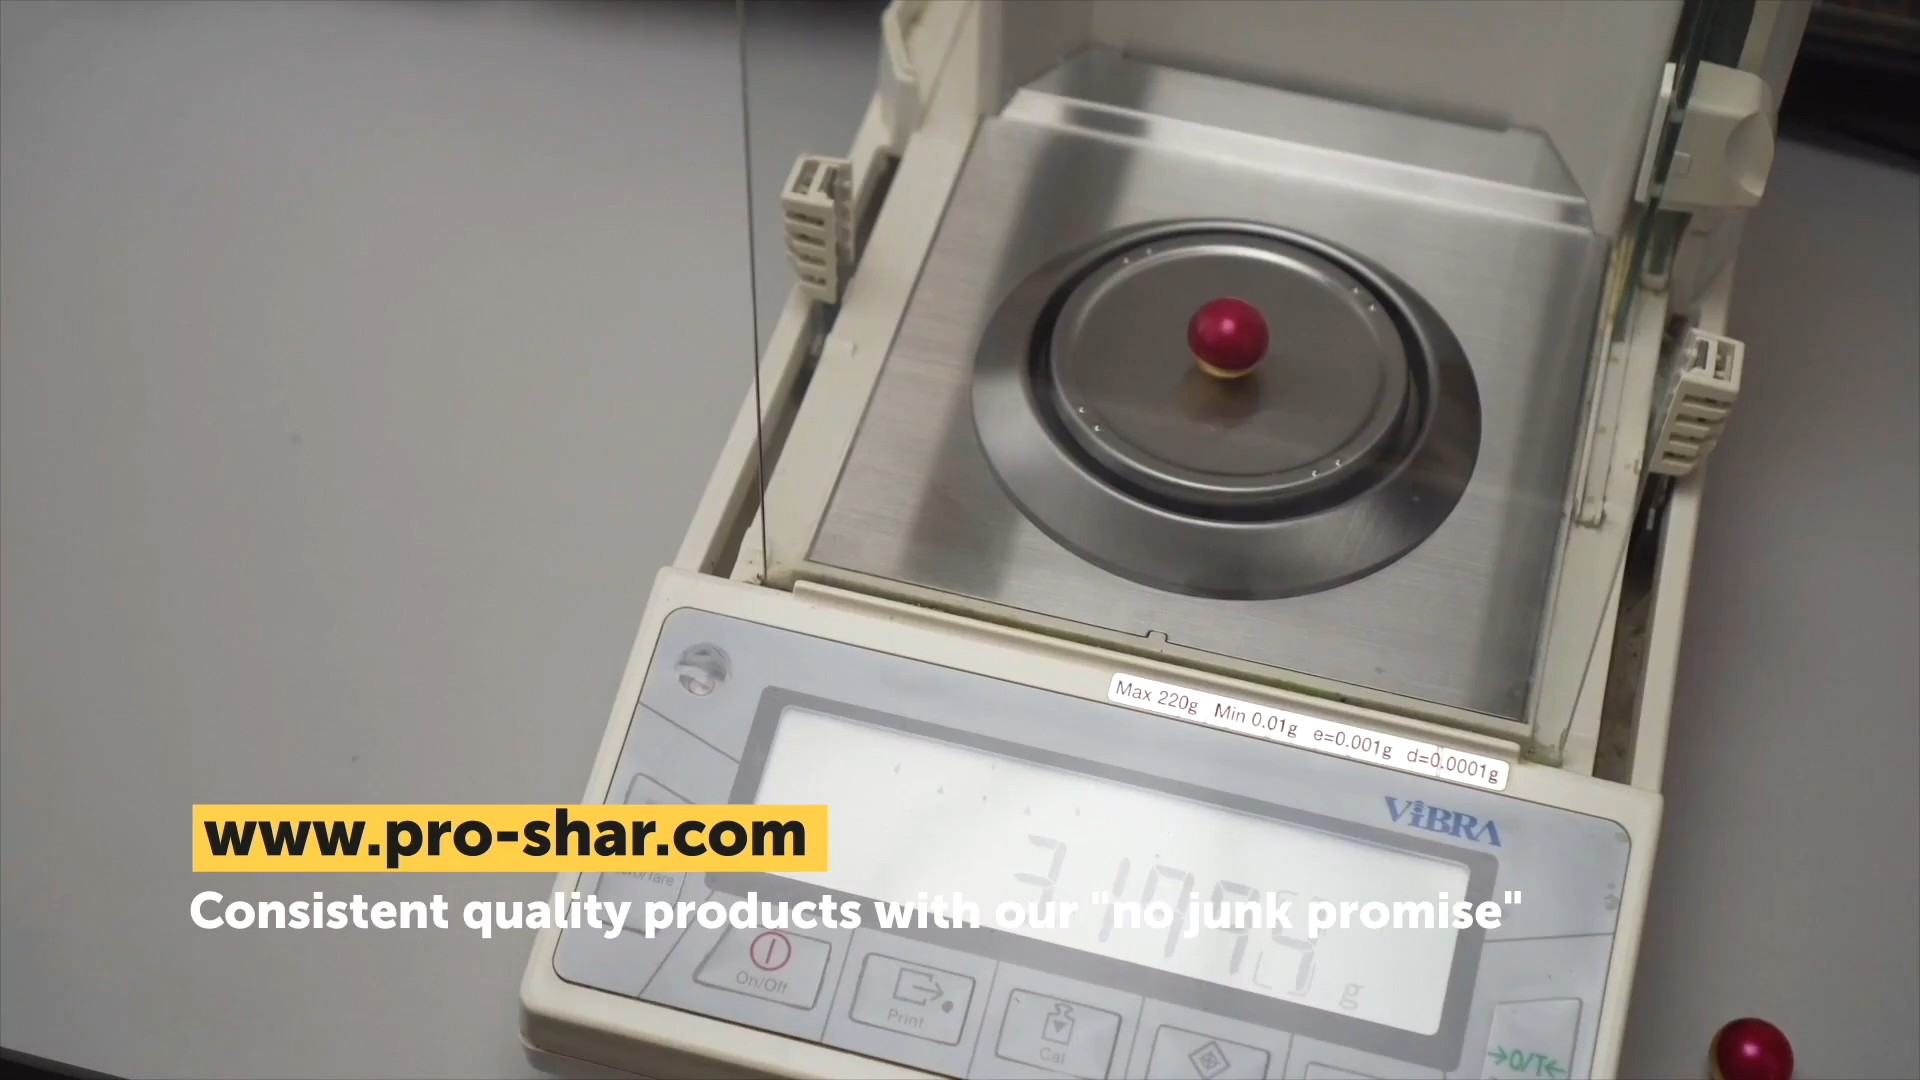 Max 220g Min 0.01g e=0.001g d=0.0001g
ViBRA
www.pro-shar.com
Consistent quality products with our "no junk promise"
g
On/Off
Print
Cal
→0/T←